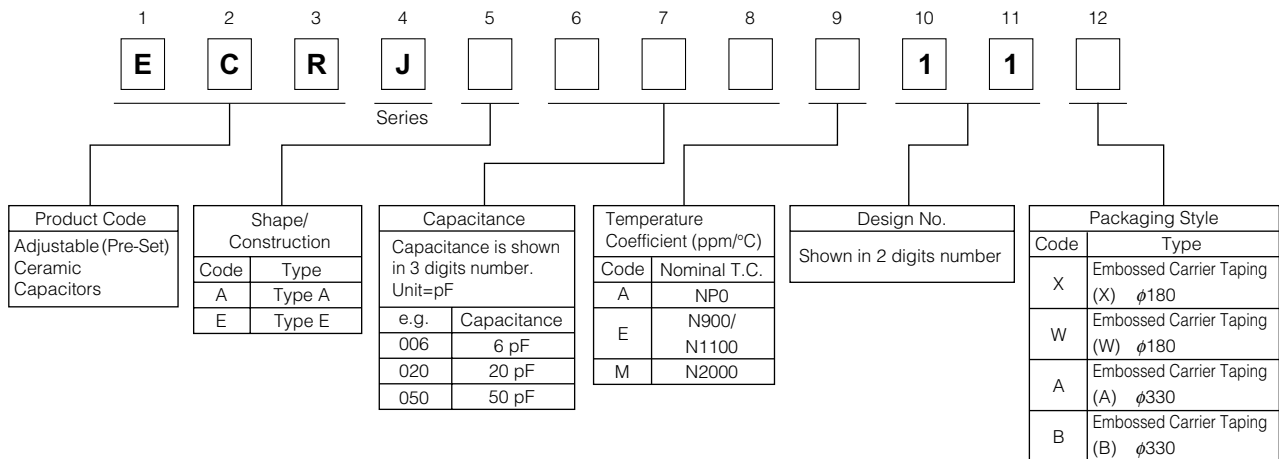 1 2 3 4 5 6 7 8 9 10 11 12
E C R J 1 1
Series
Product Code
Adjustable (Pre-Set)
Ceramic
Capacitors
Shape/
Construction
Code Type
A Type A
E Type E
Capacitance
Capacitance is shown
in 3 digits number.
Unit=pF
e.g. Capacitance
006 6 pF
020 20 pF
050 50 pF
Temperature
Coefficient (ppm/°C)
Code Nominal T.C.
A NP0
E N900/
N1100
M N2000
Design No.
Shown in 2 digits number
Packaging Style
Code Type
X Embossed Carrier Taping
(X) ϕ180
W Embossed Carrier Taping
(W) ϕ180
A Embossed Carrier Taping
(A) ϕ330
B Embossed Carrier Taping
(B) ϕ330